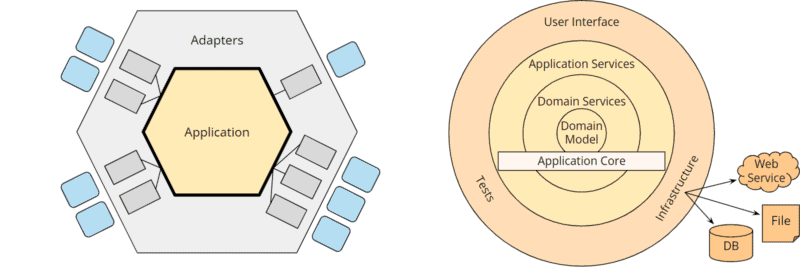 Adapters
Application
User Interface
Application Services
Domain Services
Domain
Model
Application Core
Tests
Infrastructure
Web
Service
File
DB